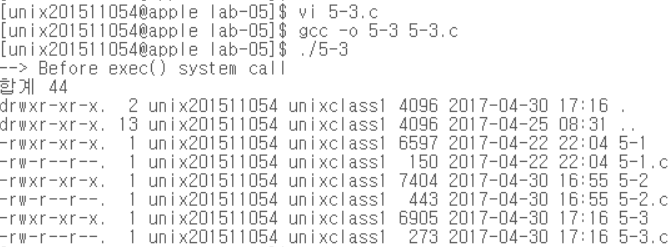 [unix201511054@apple lab-05]$ vi 5-3.c
[unix201511054@apple lab-05]$ gcc -o 5-3 5-3.c
[unix201511054@apple lab-05]$ ./5-3
--> Before exec() system call
합계 44
drwxr-xr-x.  2 unix201511054 unixclass1 4096 2017-04-30 17:16 .
drwxr-xr-x. 13 unix201511054 unixclass1 4096 2017-04-25 08:31 ..
-rwxr-xr-x.  1 unix201511054 unixclass1 6597 2017-04-22 22:04 5-1
-rw-r--r--.  1 unix201511054 unixclass1  150 2017-04-22 22:04 5-1.c
-rwxr-xr-x.  1 unix201511054 unixclass1 7404 2017-04-30 16:55 5-2
-rw-r--r--.  1 unix201511054 unixclass1  443 2017-04-30 16:55 5-2.c
-rwxr-xr-x.  1 unix201511054 unixclass1 6905 2017-04-30 17:16 5-3
-rw-r--r--.  1 unix201511054 unixclass1  273 2017-04-30 17:16 5-3.c